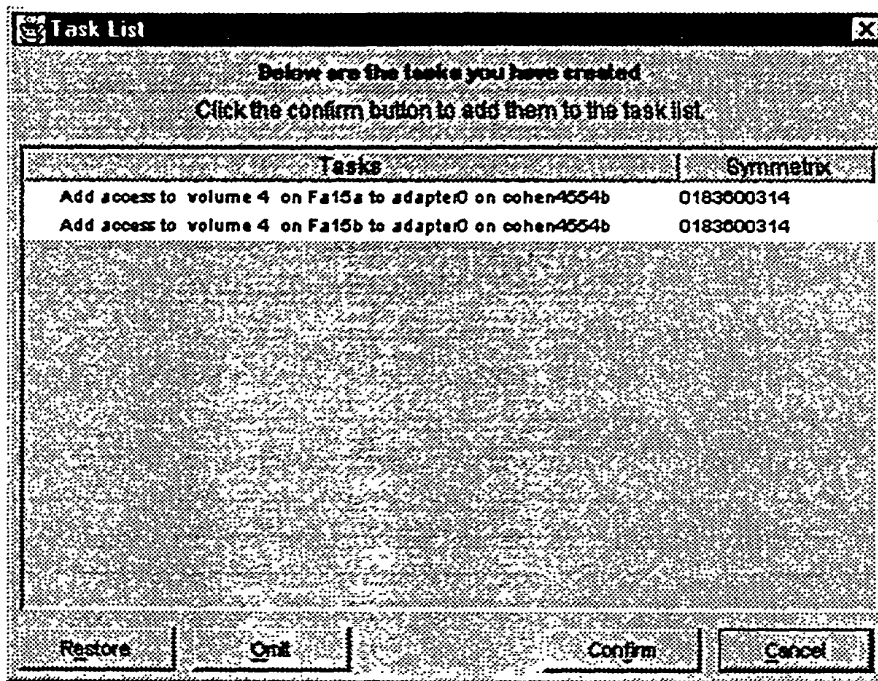 Task List
Below are the tasks you have created
Click the confirm button to add them to the task list.
Tasks Symmetrix
Add access to volume 4 on Fa15a to adapter0 on cohen4554b 0183600314
Add access to volume 4 on Fa15b to adapter0 on cohen4554b 0183600314
Restore Omit Confirm Cancel